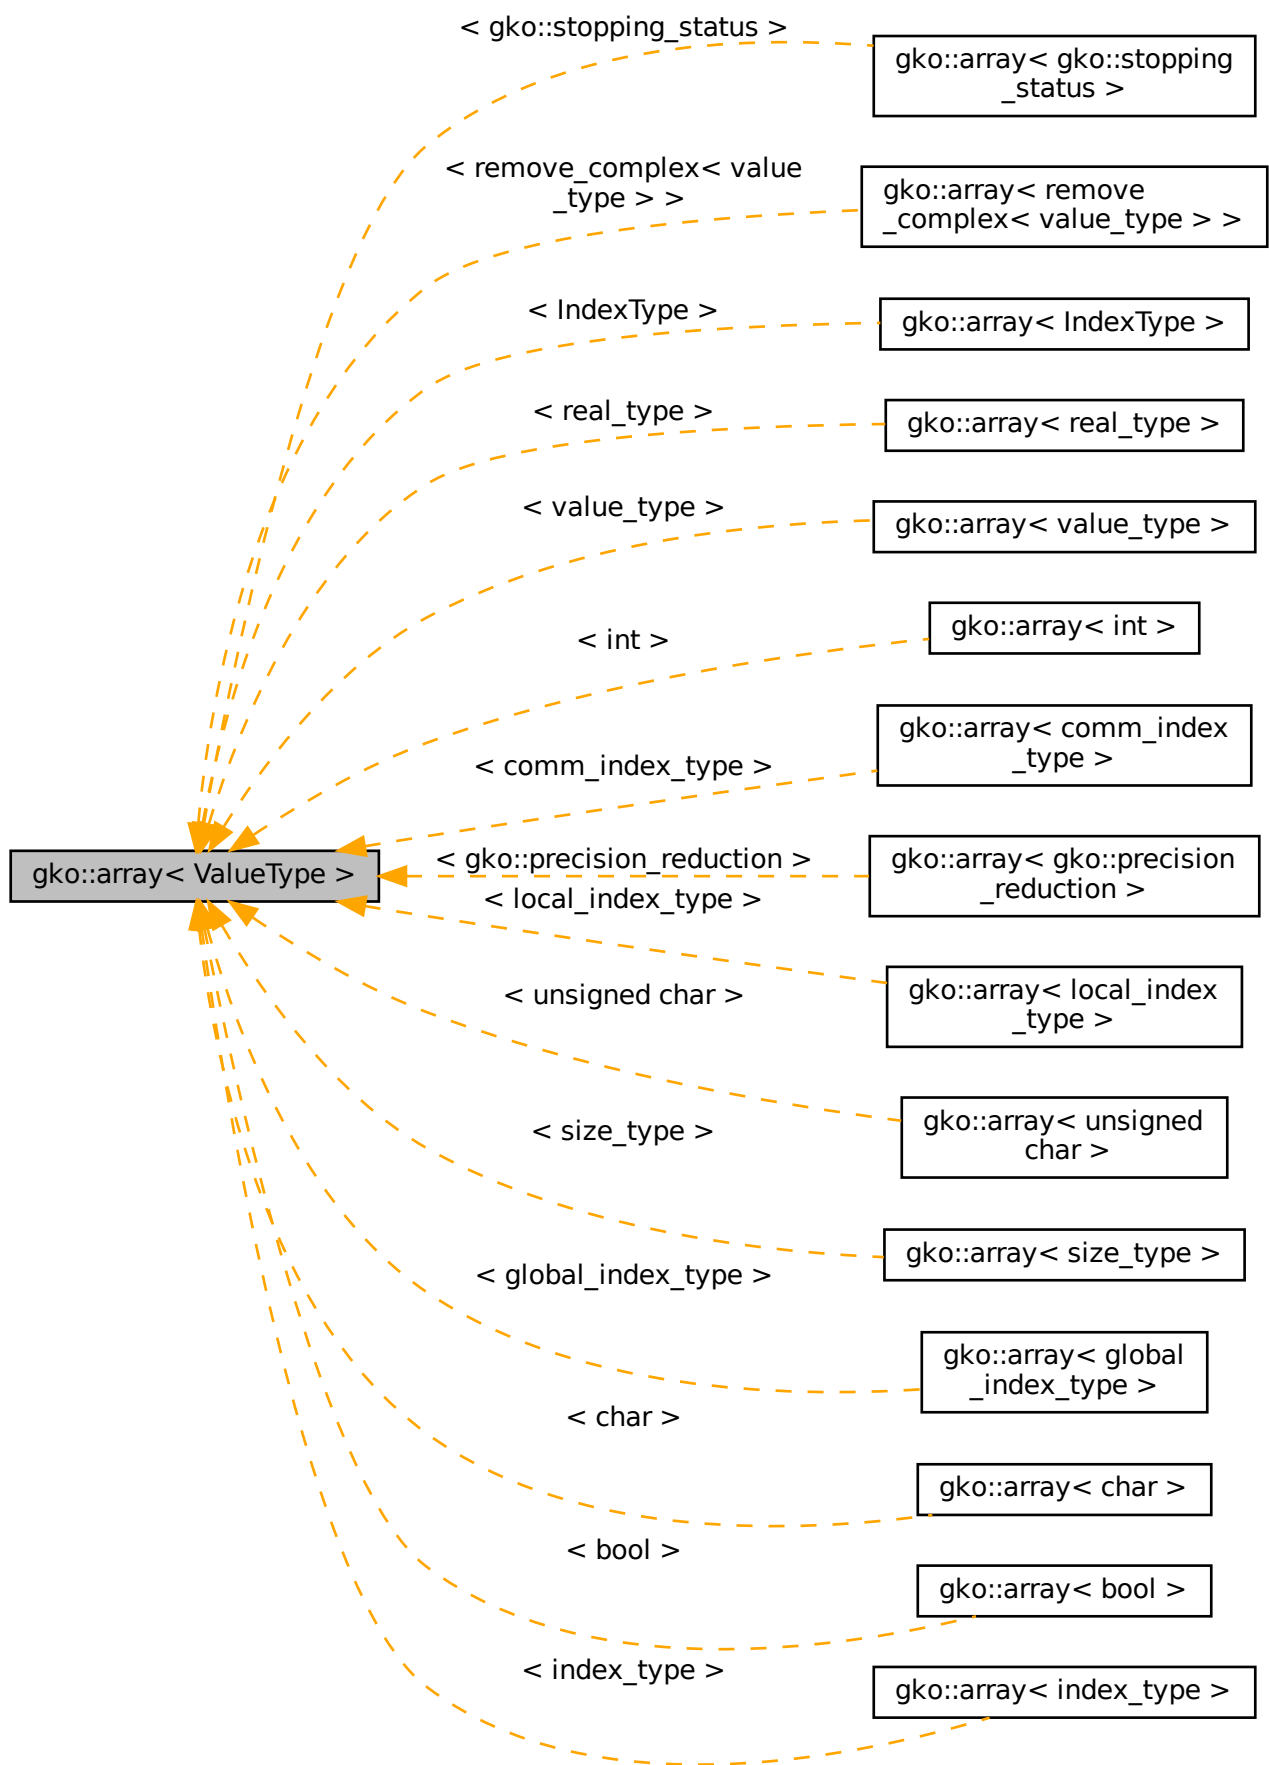 < gko::stopping_status >
gko::array< gko::stopping
_status >
< remove_complex< value
_type > >
gko::array< remove
_complex< value_type > >
< IndexType >
gko::array< IndexType >
< real_type >
gko::array< real_type >
< value_type >
gko::array< value_type >
< int >
gko::array< int >
< comm_index_type >
gko::array< comm_index
_type >
gko::array< ValueType >
< gko::precision_reduction >
gko::array< gko::precision
_reduction >
< local_index_type >
gko::array< local_index
_type >
< unsigned char >
gko::array< unsigned
char >
< size_type >
gko::array< size_type >
< global_index_type >
gko::array< global
_index_type >
< char >
gko::array< char >
< bool >
gko::array< bool >
< index_type >
gko::array< index_type >